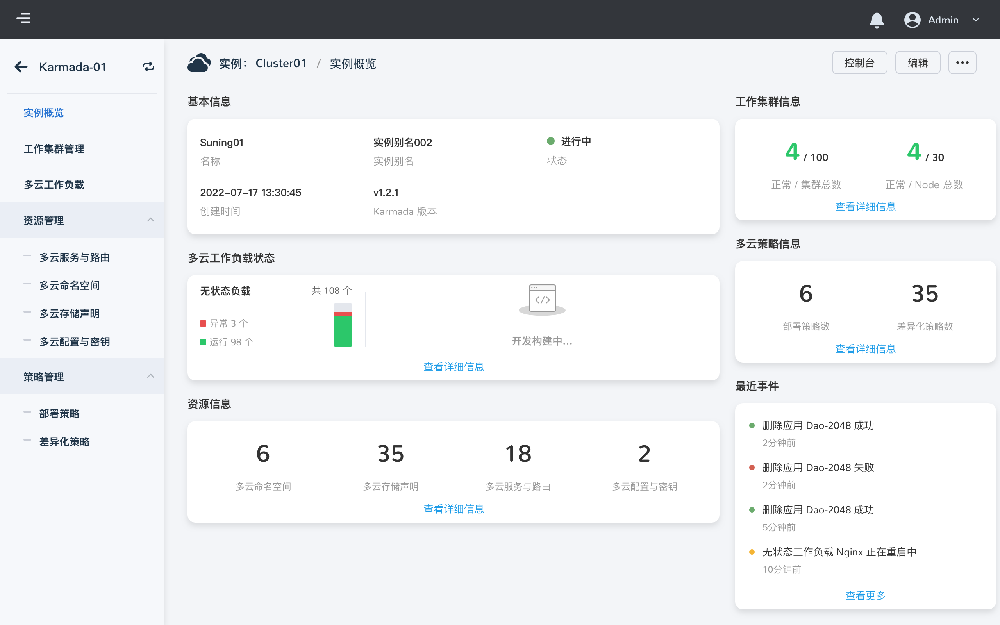 Admin
Karmada-01
实例概览
工作集群管理
多云工作负载
资源管理
多云服务与路由
多云命名空间
多云存储声明
多云配置与密钥
策略管理
部署策略
差异化策略
实例： Cluster01 / 实例概览
控制台
编辑
基本信息
Suning01
名称
实例别名002
实例别名
进行中
状态
2022-07-17 13:30:45
创建时间
v1.2.1
Karmada 版本
多云工作负载状态
无状态负载
共 108 个
异常 3 个
运行 98 个
</>
开发构建中...
查看详细信息
资源信息
6
多云命名空间
35
多云存储声明
18
多云服务与路由
2
多云配置与密钥
查看详细信息
工作集群信息
4 / 100
正常 / 集群总数
4 / 30
正常 / Node 总数
查看详细信息
多云策略信息
6
部署策略数
35
差异化策略数
查看详细信息
最近事件
删除应用 Dao-2048 成功
2分钟前
删除应用 Dao-2048 失败
2分钟前
删除应用 Dao-2048 成功
5分钟前
无状态工作负载 Nginx 正在重启中
10分钟前
查看更多